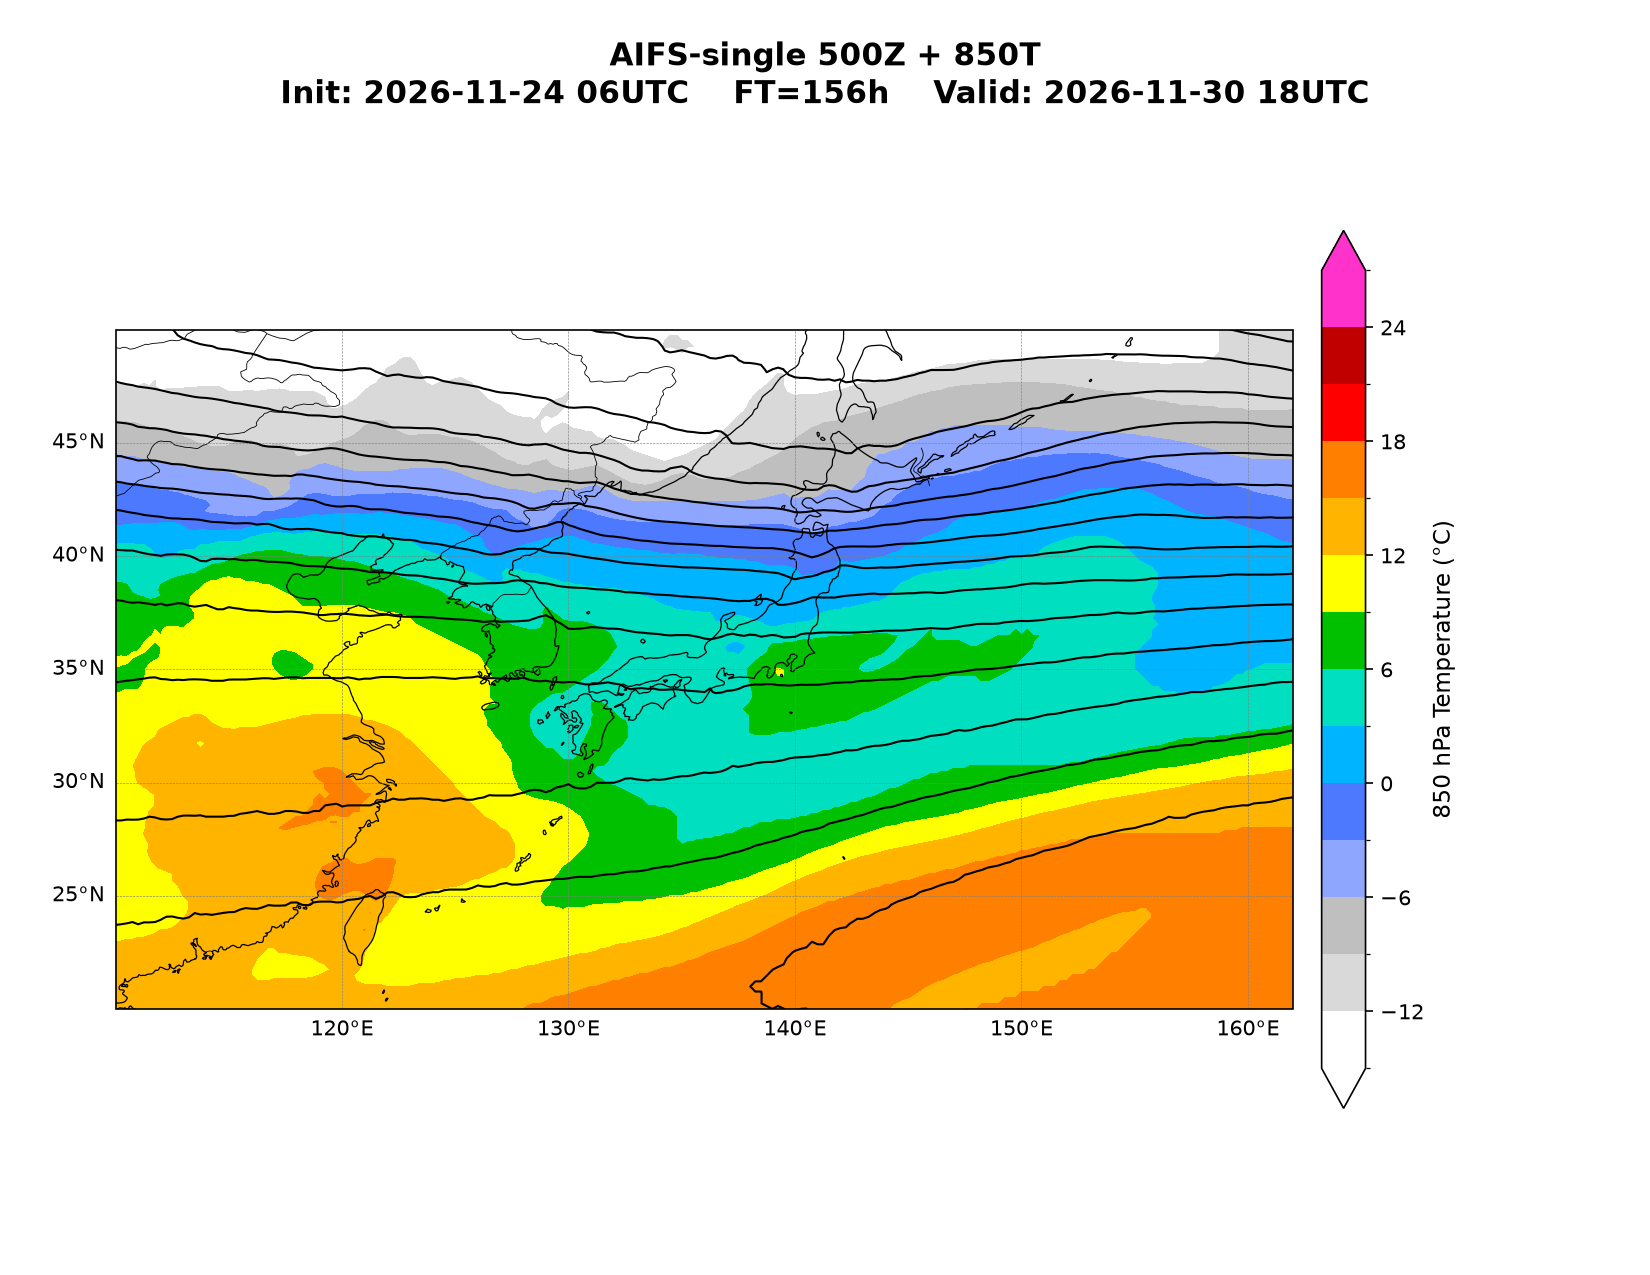 AIFS-single 500Z + 850T
Init: 2026-11-24 06UTC    FT=156h    Valid: 2026-11-30 18UTC
45°N
40°N
35°N
30°N
25°N
120°E
130°E
140°E
150°E
160°E
24
18
12
6
0
−6
−12
850 hPa Temperature (°C)